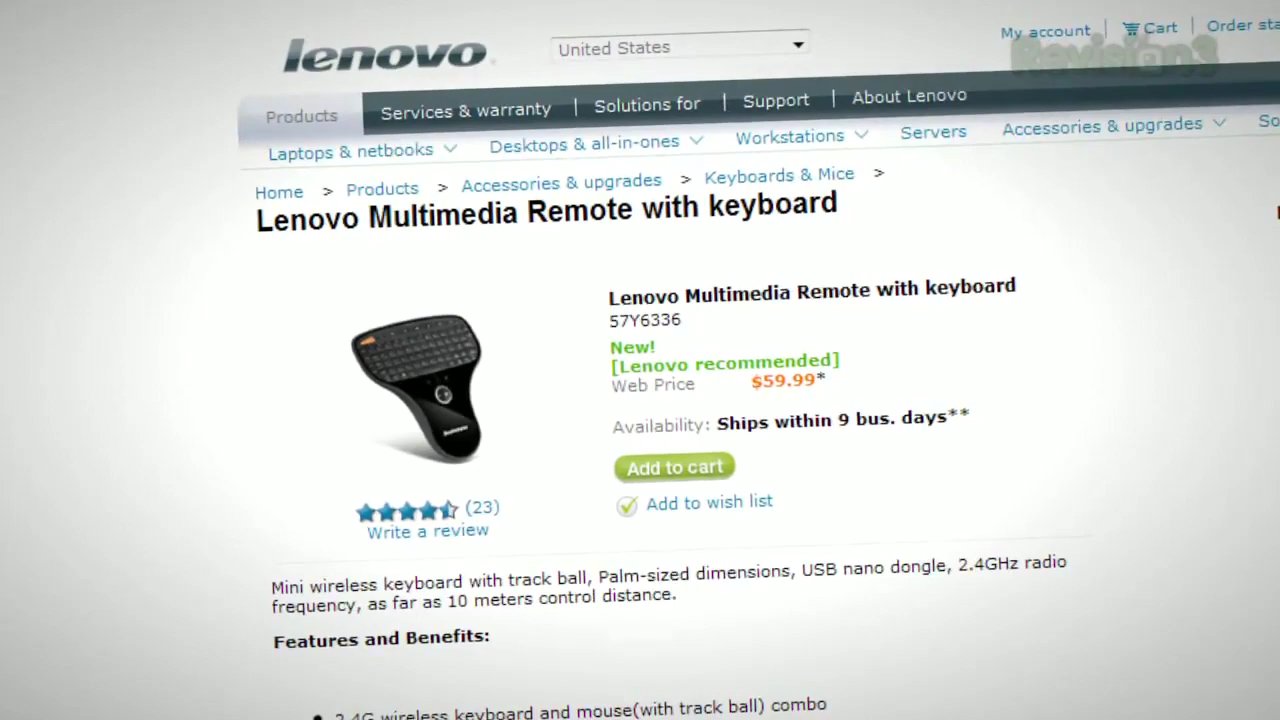 lenovo
United States
My account
Cart
Order
Revision3
Products
Services & warranty
Solutions for
Support
About Lenovo
Laptops & netbooks
Desktops & all-in-ones
Workstations
Servers
Accessories & upgrades
Home > Products > Accessories & upgrades > Keyboards & Mice >
Lenovo Multimedia Remote with keyboard
Lenovo Multimedia Remote with keyboard
57Y6336
New!
[Lenovo recommended]
Web Price $59.99*
Availability: Ships within 9 bus. days**
Add to cart
Add to wish list
(23)
Write a review
Mini wireless keyboard with track ball, Palm-sized dimensions, USB nano dongle, 2.4GHz radio
frequency, as far as 10 meters control distance.
Features and Benefits:
• 2.4G wireless keyboard and mouse(with track ball) combo